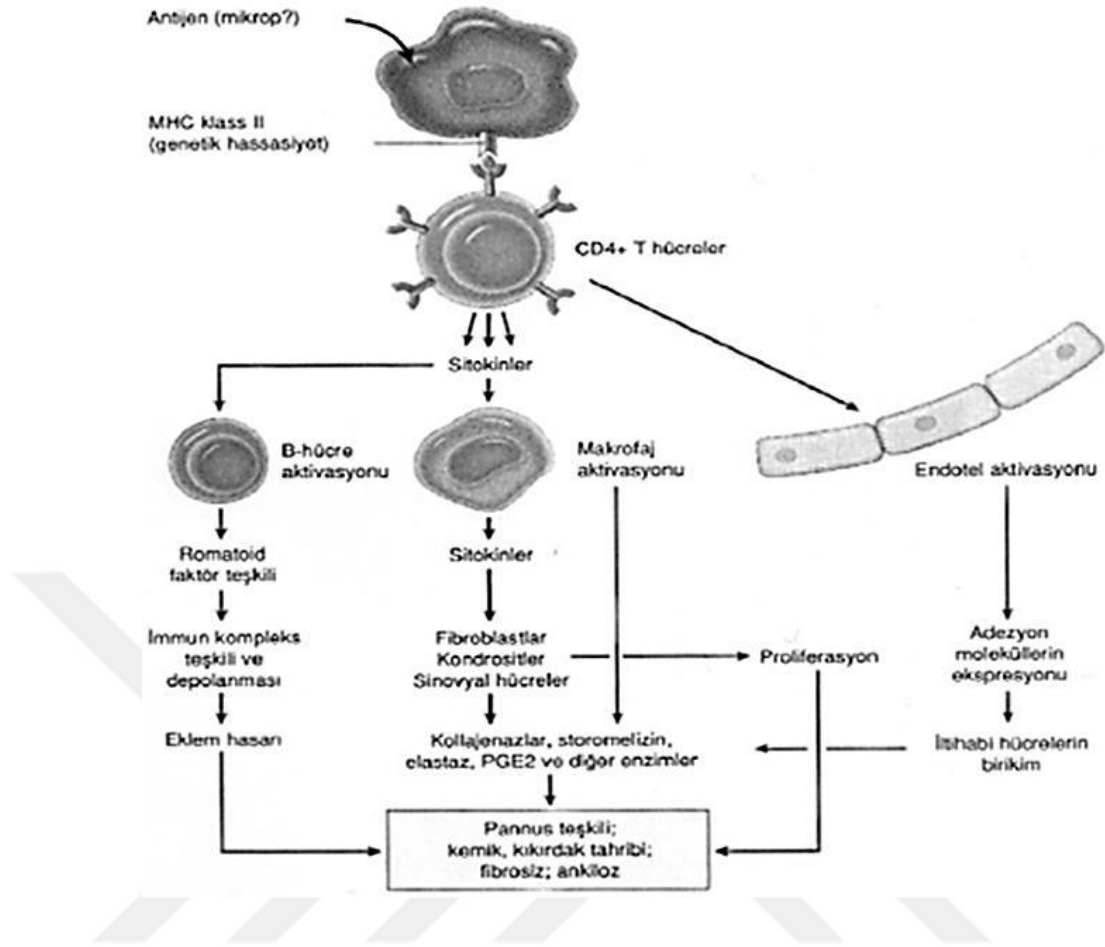 Antijen (mikrop?)
MHC klass II
(genetik hassasiyot)
CD4+ T hücreler
Sitokinler
B-hücre
aktivasyonu
Makrofaj
aktivasyonu
Endotel aktivasyonu
Romatoid
faktör teşkili
Sitokinler
İmmun kompleks
teşkili ve
depolanması
Fibroblastlar
Kondrositler
Sinovyal hücreler
Proliferasyon
Adezyon
moleküllerin
ekspresyonu
Eklem hasarı
Kollajenazlar, storomelizin,
elastaz, PGE2 ve diğer enzimler
İltihabi hücrelerin
birikim
Pannus teşkili;
kemik, kıkırdak tahribi;
fibrosiz; ankiloz